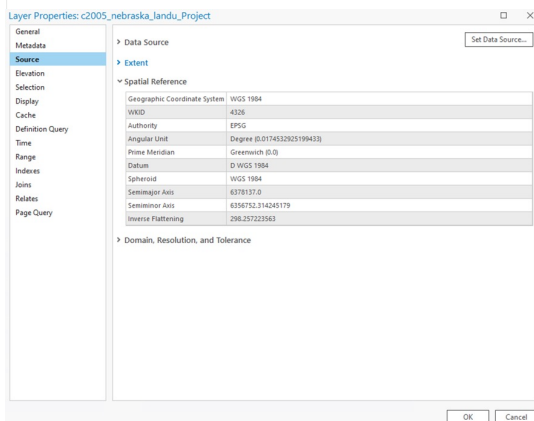 Layer Properties: c2005_nebraska_landu_Project
General
Metadata
Source
Elevation
Selection
Display
Cache
Definition Query
Time
Range
Indexes
Joins
Relates
Page Query
Data Source
Set Data Source...
Extent
Spatial Reference
Geographic Coordinate System WGS 1984
WKID 4326
Authority EPSG
Angular Unit Degree (0.0174532925199433)
Prime Meridian Greenwich (0.0)
Datum D WGS 1984
Spheroid WGS 1984
Semimajor Axis 6378137.0
Semiminor Axis 6356752.314245179
Inverse Flattening 298.257223563
Domain, Resolution, and Tolerance
OK Cancel